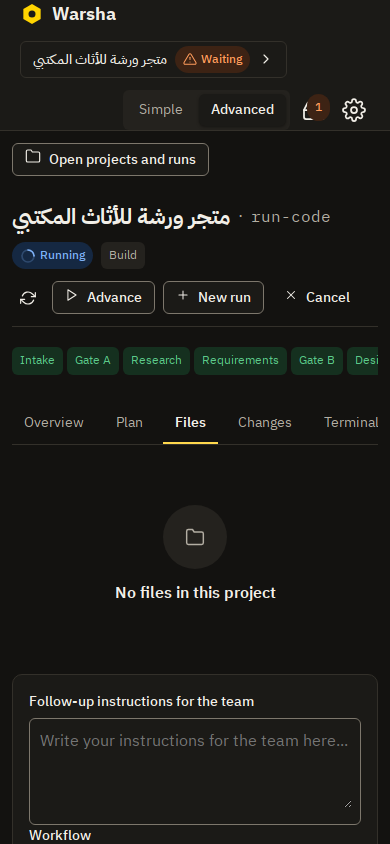 Warsha
متجر ورشة للأثاث المكتبي
Waiting
Simple
Advanced
1
Open projects and runs
متجر ورشة للأثاث المكتبي · run-code
Running
Build
Advance
New run
Cancel
Intake
Gate A
Research
Requirements
Gate B
Desi
Overview
Plan
Files
Changes
Terminal
No files in this project
Follow-up instructions for the team
Write your instructions for the team here...
Workflow